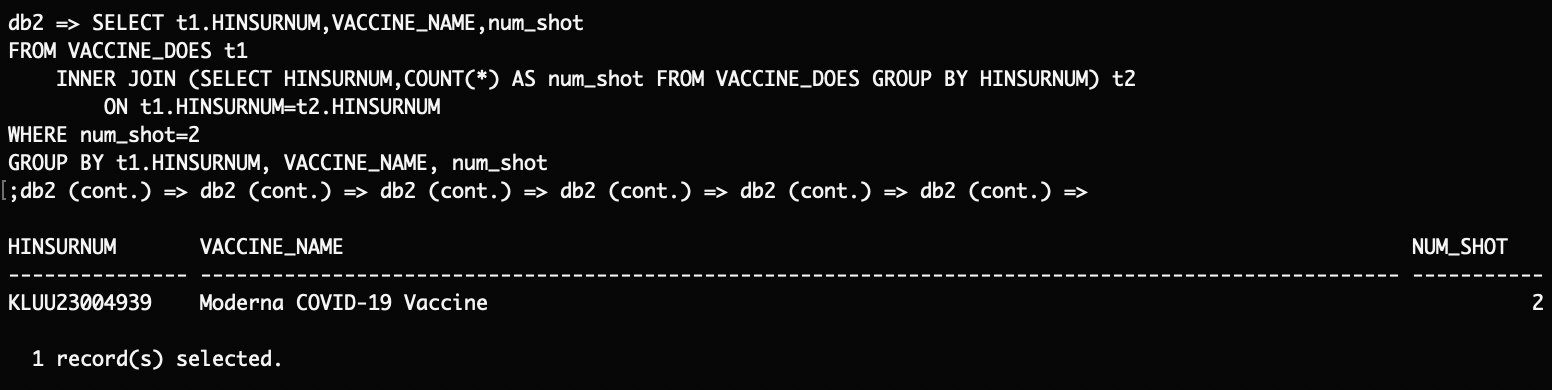 db2 => SELECT t1.HINSURNUM,VACCINE_NAME,num_shot
FROM VACCINE_DOES t1
    INNER JOIN (SELECT HINSURNUM,COUNT(*) AS num_shot FROM VACCINE_DOES GROUP BY HINSURNUM) t2
        ON t1.HINSURNUM=t2.HINSURNUM
WHERE num_shot=2
GROUP BY t1.HINSURNUM, VACCINE_NAME, num_shot
[;db2 (cont.) => db2 (cont.) => db2 (cont.) => db2 (cont.) => db2 (cont.) => db2 (cont.) =>
HINSURNUM       VACCINE_NAME                                                                                         NUM_SHOT
--------------- ---------------------------------------------------------------------------------------------------- -----------
KLUU23004939    Moderna COVID-19 Vaccine                                                                                       2
  1 record(s) selected.